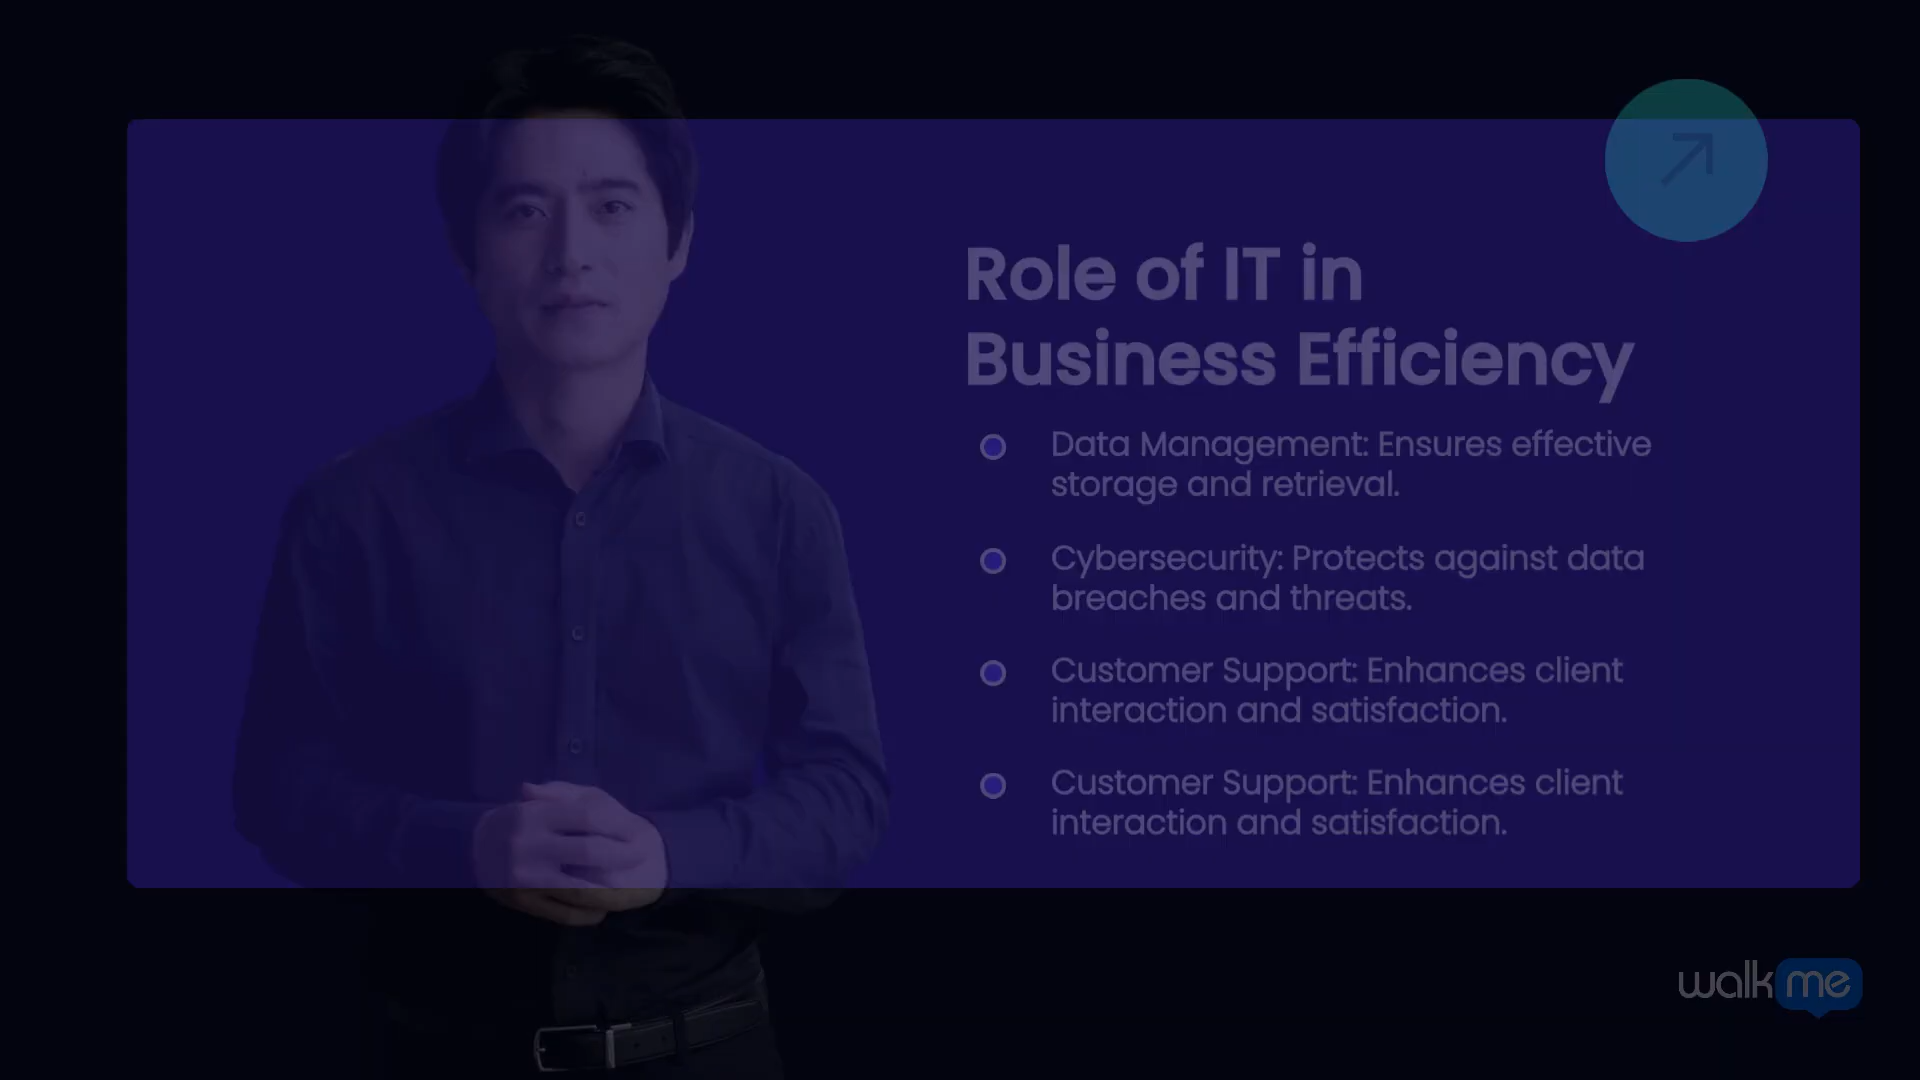 Role of IT in
Business Efficiency
Data Management: Ensures effective
storage and retrieval.
Cybersecurity: Protects against data
breaches and threats.
Customer Support: Enhances client
interaction and satisfaction.
Customer Support: Enhances client
interaction and satisfaction.
walkme